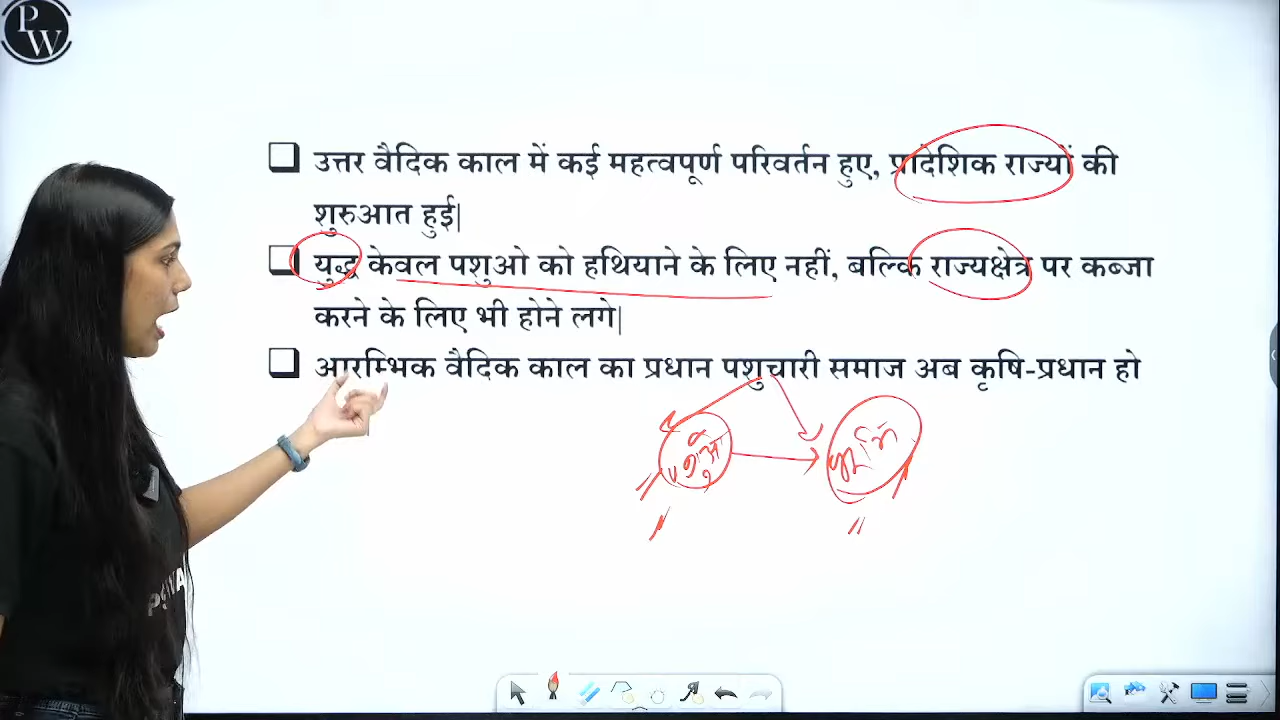 PW
उत्तर वैदिक काल में कई महत्वपूर्ण परिवर्तन हुए, प्रादेशिक राज्यों की
शुरुआत हुई|
युद्ध केवल पशुओ को हथियाने के लिए नहीं, बल्कि राज्यक्षेत्र पर कब्जा
करने के लिए भी होने लगे|
आरम्भिक वैदिक काल का प्रधान पशुचारी समाज अब कृषि-प्रधान हो